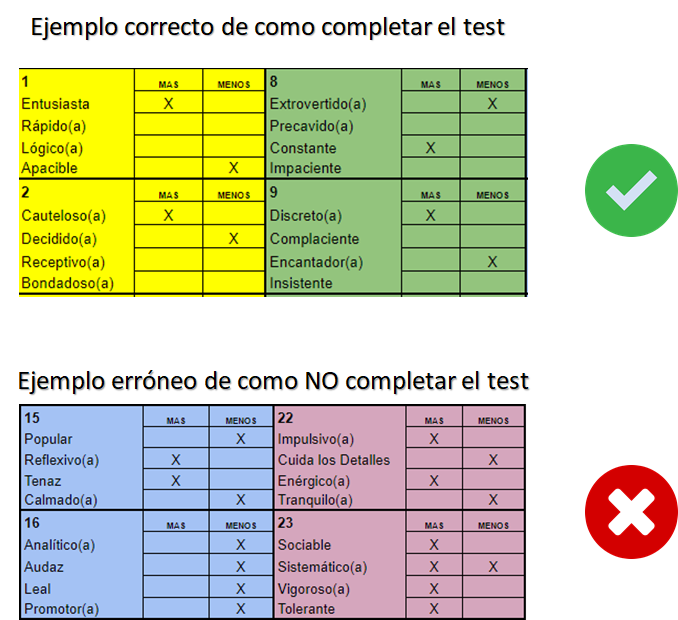 Ejemplo correcto de como completar el test
1 MAS MENOS
Entusiasta X
Rápido(a)
Lógico(a)
Apacible X
2 MAS MENOS
Cauteloso(a) X
Decidido(a) X
Receptivo(a)
Bondadoso(a)
8 MAS MENOS
Extrovertido(a) X
Precavido(a)
Constante X
Impaciente
9 MAS MENOS
Discreto(a) X
Complaciente
Encantador(a) X
Insistente
Ejemplo erróneo de como NO completar el test
15 MAS MENOS
Popular X
Reflexivo(a) X
Tenaz X
Calmado(a) X
16 MAS MENOS
Analítico(a) X
Audaz X
Leal X
Promotor(a) X
22 MAS MENOS
Impulsivo(a) X
Cuida los Detalles X
Enérgico(a) X
Tranquilo(a) X
23 MAS MENOS
Sociable X
Sistemático(a) X X
Vigoroso(a) X
Tolerante X